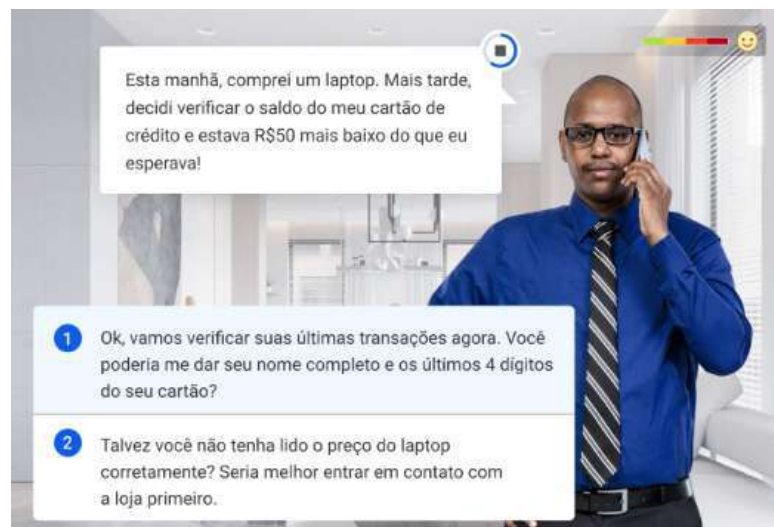 Esta manhã, comprei um laptop. Mais tarde,
decidi verificar o saldo do meu cartão de
crédito e estava R$50 mais baixo do que eu
esperava!
1
Ok, vamos verificar suas últimas transações agora. Você
poderia me dar seu nome completo e os últimos 4 dígitos
do seu cartão?
2
Talvez você não tenha lido o preço do laptop
corretamente? Seria melhor entrar em contato com
a loja primeiro.